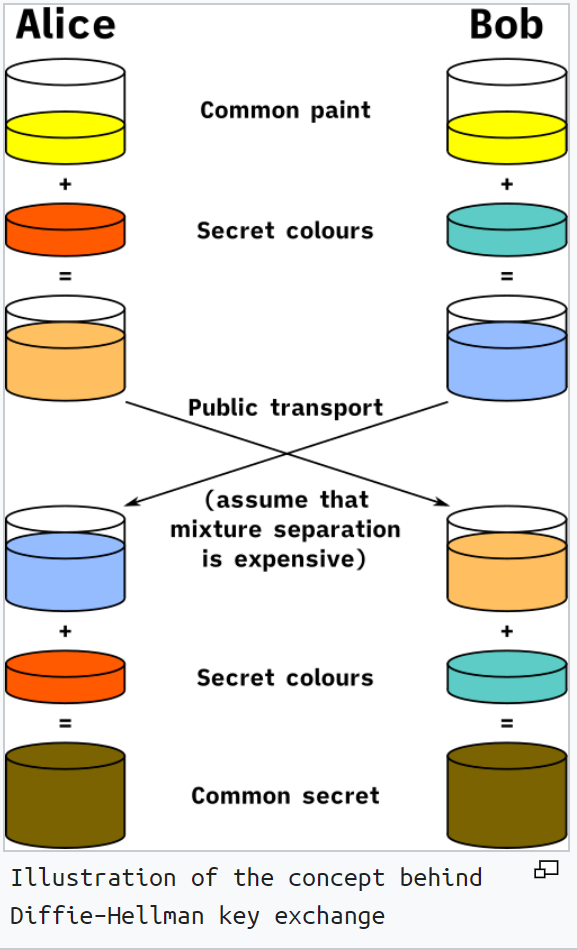 Alice
Bob
Common paint
+
+
Secret colours
=
=
Public transport
(assume that
mixture separation
is expensive)
+
+
Secret colours
=
=
Common secret
Illustration of the concept behind
Diffie–Hellman key exchange